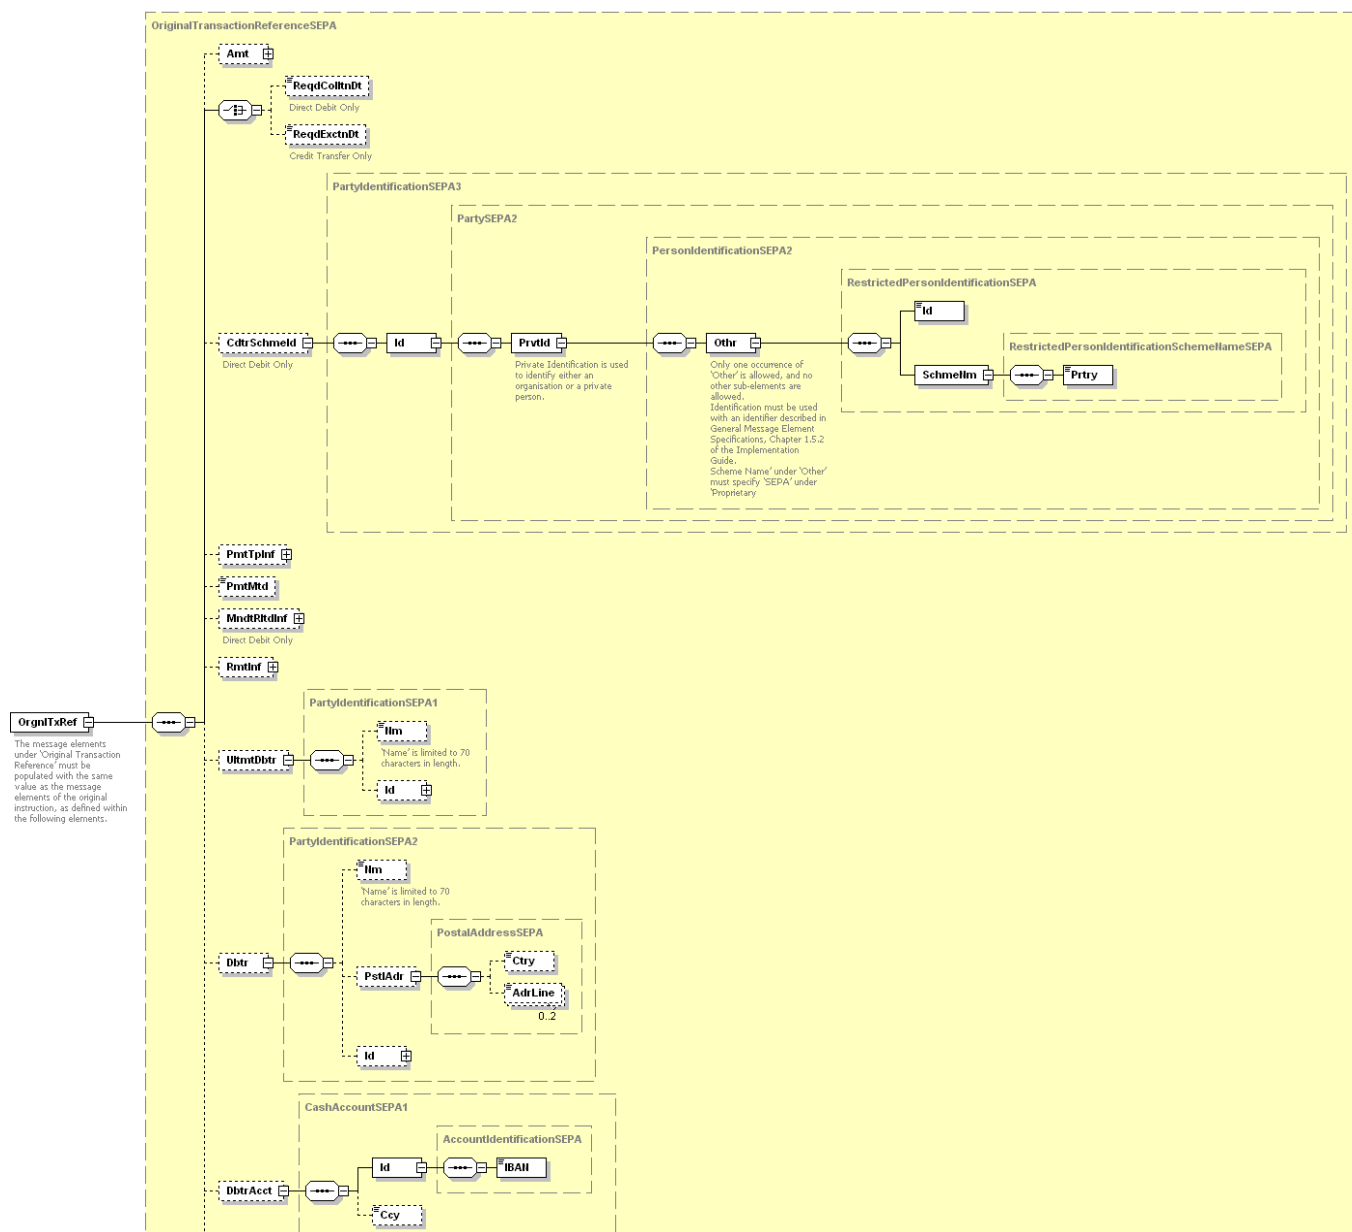 OriginalTransactionReferenceSEPA
Amt
ReqdColltnDt
Direct Debit Only
ReqdExctnDt
Credit Transfer Only
PartyIdentificationSEPA3
PartySEPA2
PersonIdentificationSEPA2
RestrictedPersonIdentificationSEPA
Id
RestrictedPersonIdentificationSchemeNameSEPA
CdtrSchmeId
Direct Debit Only
Id
PrvtId
Private Identification is used
to identify either an
organisation or a private
person.
Othr
Only one occurrence of
'Other' is allowed, and no
other sub-elements are
allowed.
Identification must be used
with an identifier described in
General Message Element
Specifications, Chapter 1.5.2
of the Implementation
Guide.
Scheme Name' under 'Other'
must specify 'SEPA' under
'Proprietary
SchmeNm
Prtry
PmtTpInf
PmtMtd
MndtRltdInf
Direct Debit Only
RmtInf
OrgnlTxRef
The message elements
under 'Original Transaction
Reference' must be
populated with the same
value as the message
elements of the original
instruction, as defined within
the following elements.
PartyIdentificationSEPA1
UltmtDbtr
Nm
'Name' is limited to 70
characters in length.
Id
PartyIdentificationSEPA2
Nm
'Name' is limited to 70
characters in length.
PostalAddressSEPA
Dbtr
PstlAdr
Ctry
AdrLine
0..2
Id
CashAccountSEPA1
AccountIdentificationSEPA
Id
IBAN
DbtrAcct
Ccy